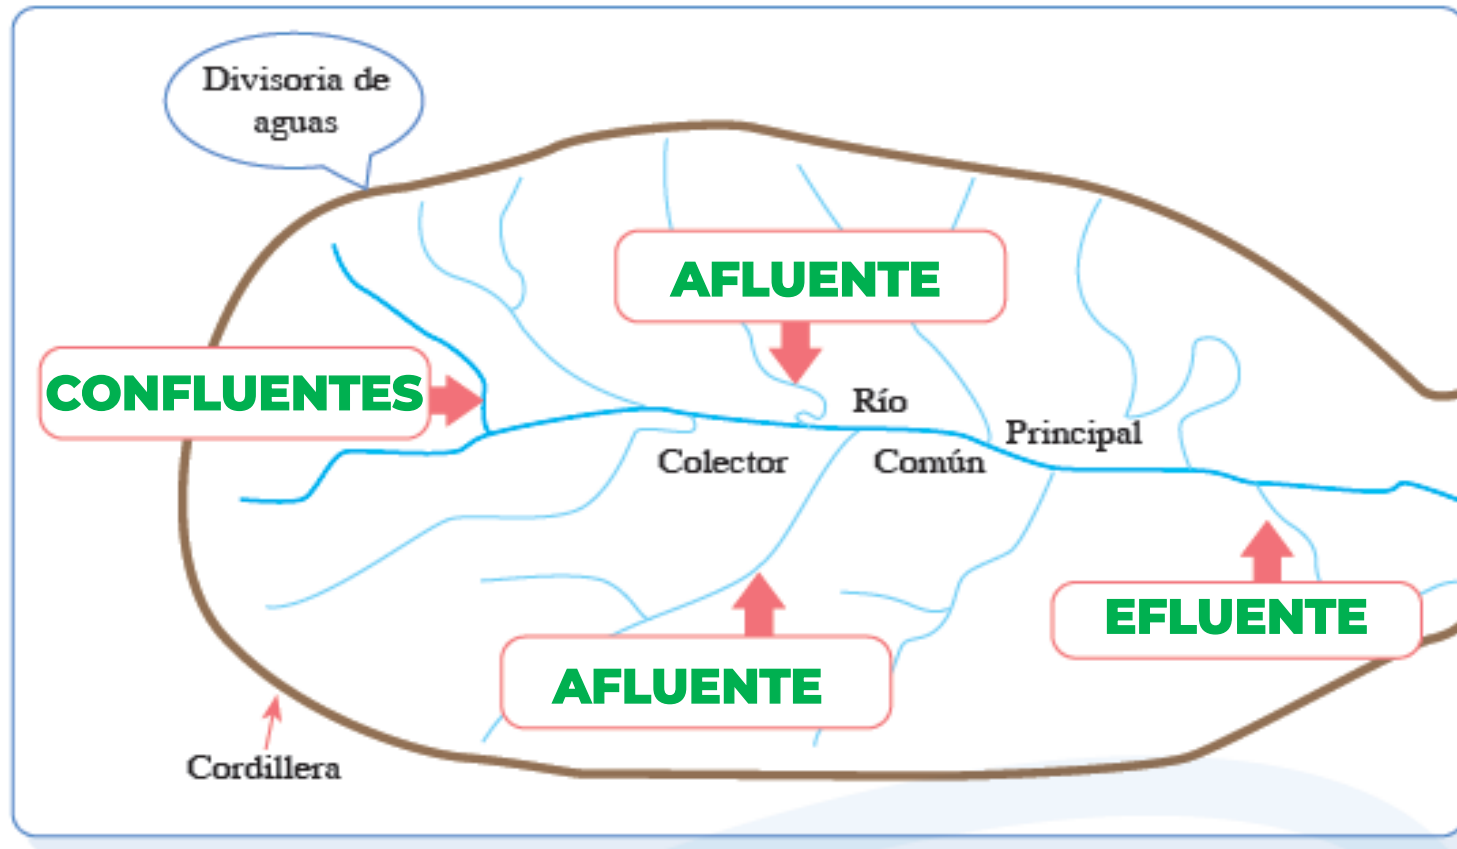 Divisoria de
aguas
AFLUENTE
CONFLUENTES
Río
Principal
Colector
Común
EFLUENTE
AFLUENTE
Cordillera